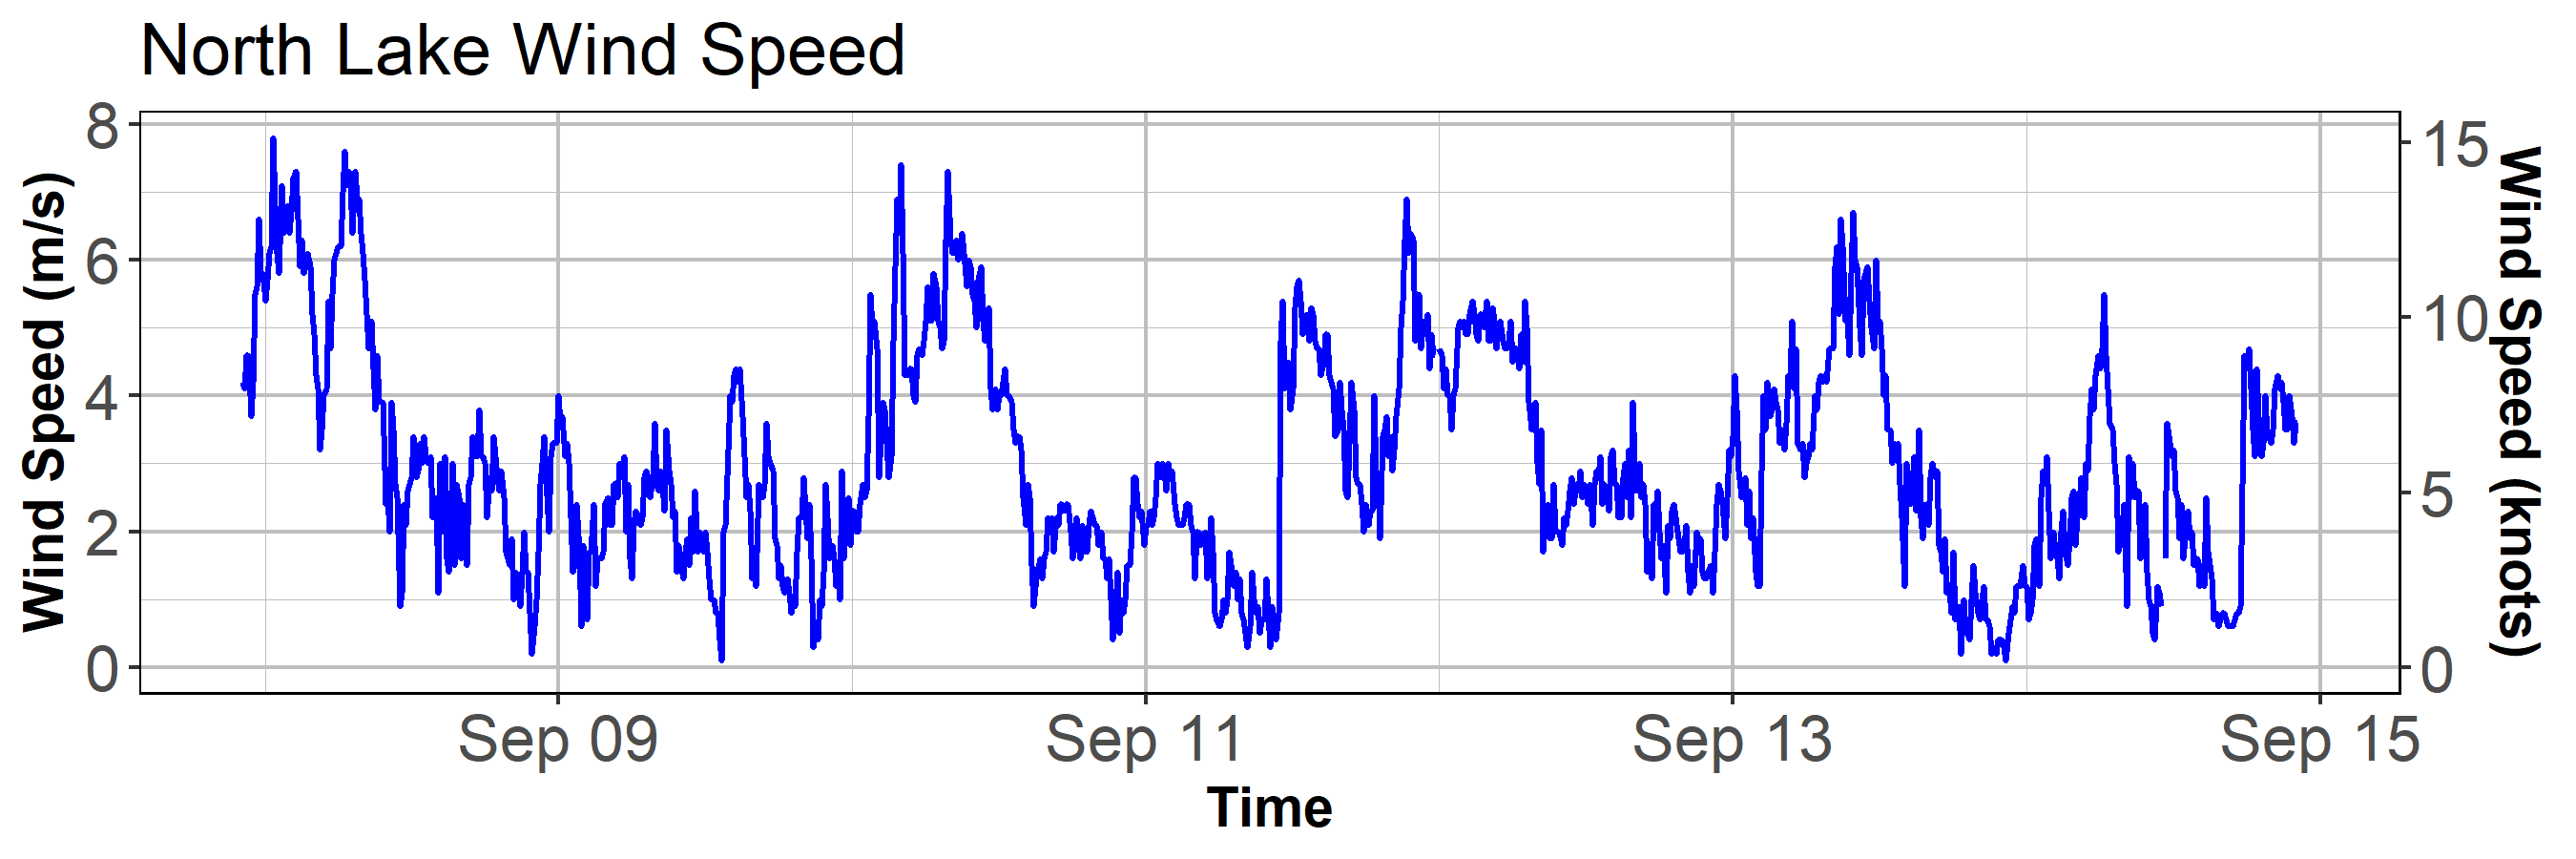 North Lake Wind Speed
Wind Speed (m/s)
8
6
4
2
0
15
10
5
0
Wind Speed (knots)
Sep 09 Sep 11 Sep 13 Sep 15
Time